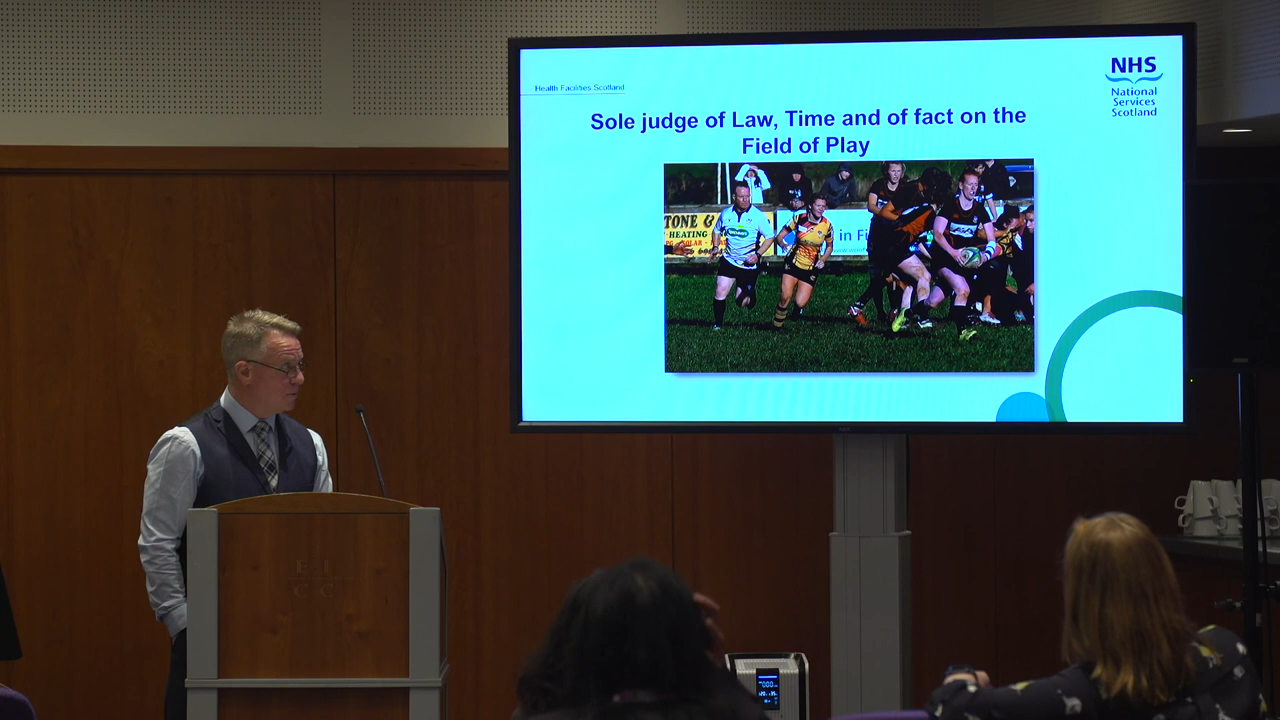 Health Facilities Scotland
NHS
National
Services
Scotland
Sole judge of Law, Time and of fact on the
Field of Play
TONE &
HEATING
SOLAR
in Fi
E I
C C